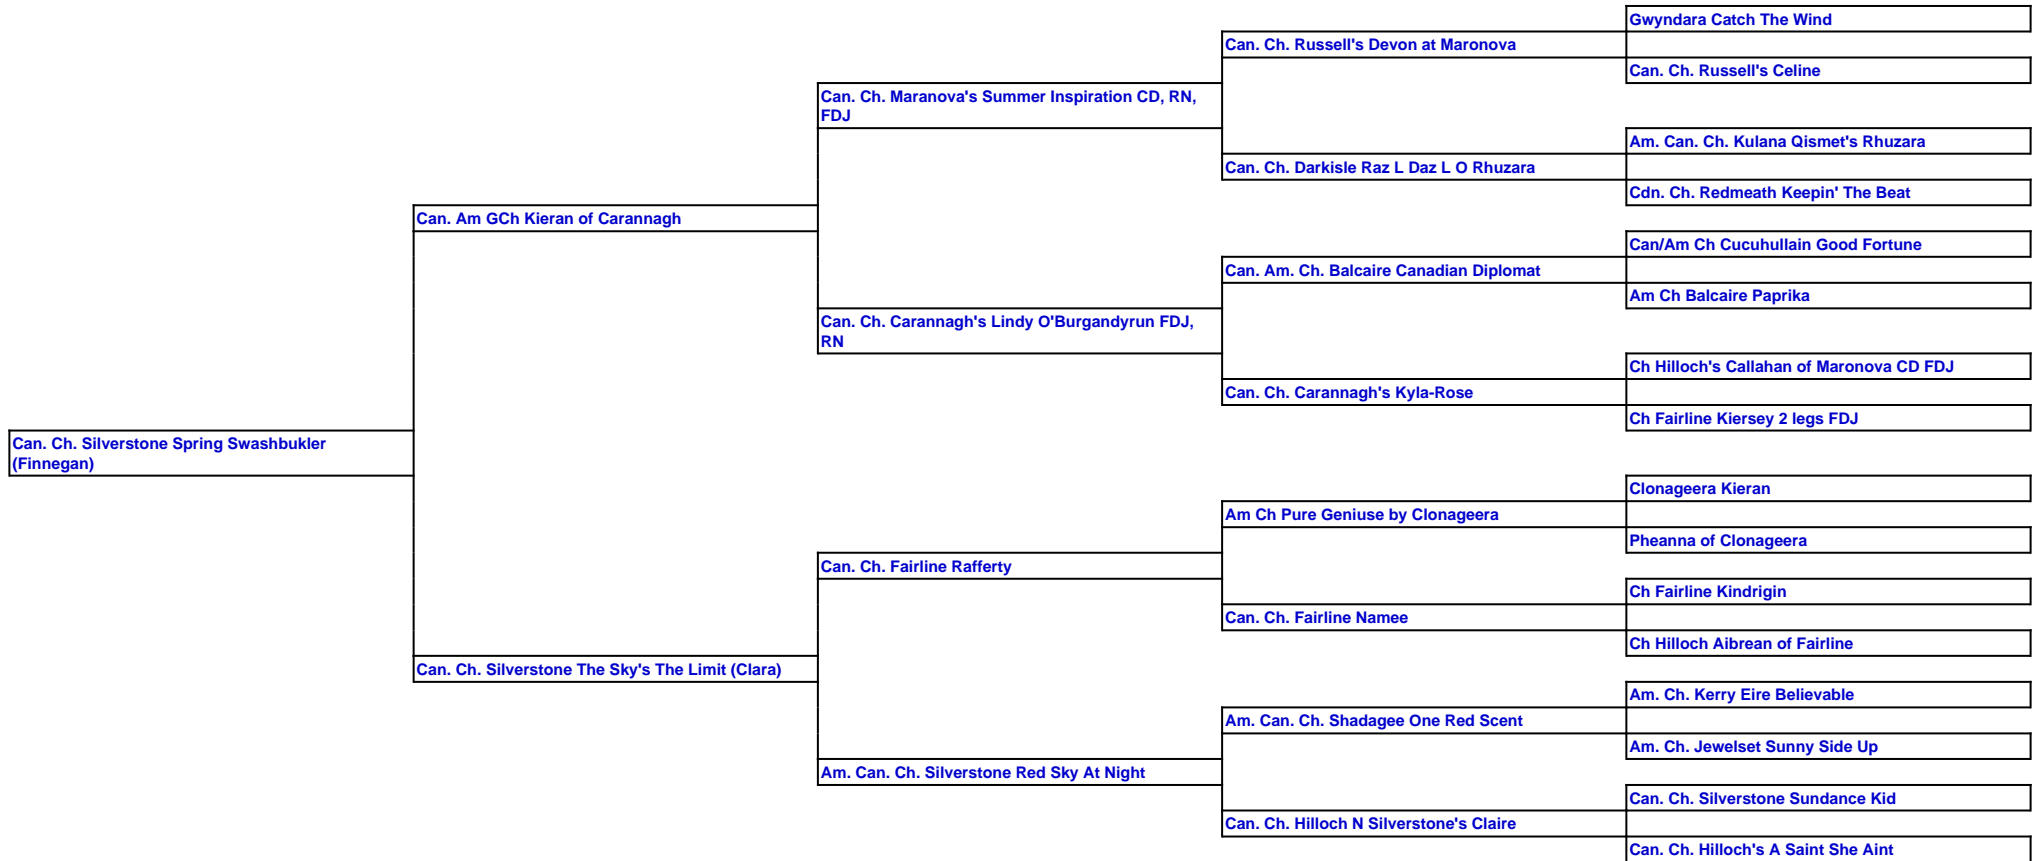 Gwyndara Catch The Wind
Can. Ch. Russell's Devon at Maronova
Can. Ch. Russell's Celine
Can. Ch. Maranova's Summer Inspiration CD, RN,
FDJ
Am. Can. Ch. Kulana Qismet's Rhuzara
Can. Ch. Darkisle Raz L Daz L O Rhuzara
Cdn. Ch. Redmeath Keepin' The Beat
Can. Am GCh Kieran of Carannagh
Can/Am Ch Cucuhullain Good Fortune
Can. Am. Ch. Balcaire Canadian Diplomat
Am Ch Balcaire Paprika
Can. Ch. Carannagh's Lindy O'Burgandyrun FDJ,
RN
Ch Hilloch's Callahan of Maronova CD FDJ
Can. Ch. Carannagh's Kyla-Rose
Ch Fairline Kiersey 2 legs FDJ
Can. Ch. Silverstone Spring Swashbukler
(Finnegan)
Clonageera Kieran
Am Ch Pure Geniuse by Clonageera
Pheanna of Clonageera
Can. Ch. Fairline Rafferty
Ch Fairline Kindrigin
Can. Ch. Fairline Namee
Ch Hilloch Aibrean of Fairline
Can. Ch. Silverstone The Sky's The Limit (Clara)
Am. Ch. Kerry Eire Believable
Am. Can. Ch. Shadagee One Red Scent
Am. Ch. Jewelset Sunny Side Up
Am. Can. Ch. Silverstone Red Sky At Night
Can. Ch. Silverstone Sundance Kid
Can. Ch. Hilloch N Silverstone's Claire
Can. Ch. Hilloch's A Saint She Aint